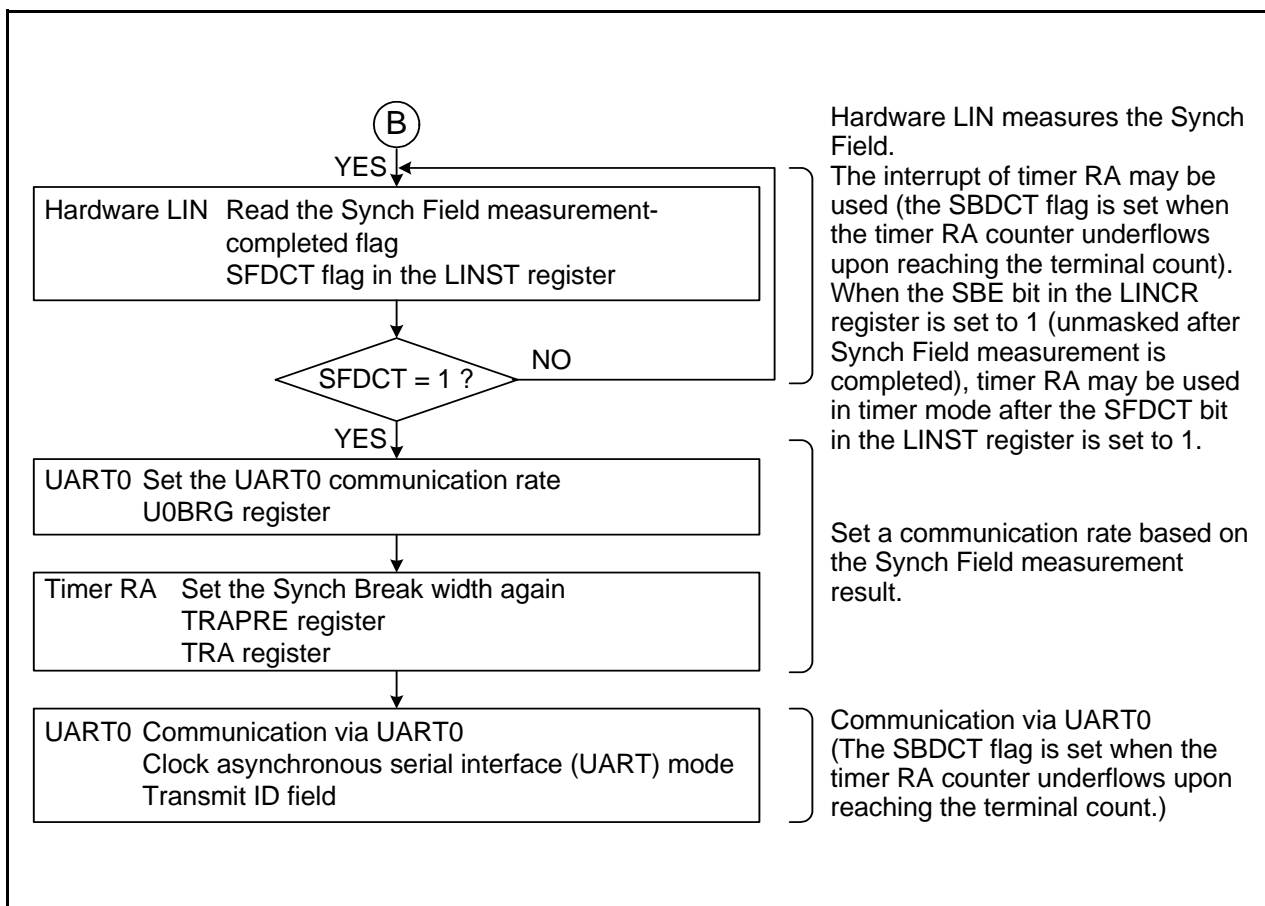 B
YES
Hardware LIN Read the Synch Field measurement-
completed flag
SFDCT flag in the LINST register
SFDCT = 1 ?
NO
YES
UART0 Set the UART0 communication rate
U0BRG register
Timer RA Set the Synch Break width again
TRAPRE register
TRA register
UART0 Communication via UART0
Clock asynchronous serial interface (UART) mode
Transmit ID field
Hardware LIN measures the Synch
Field.
The interrupt of timer RA may be
used (the SBDCT flag is set when
the timer RA counter underflows
upon reaching the terminal count).
When the SBE bit in the LINCR
register is set to 1 (unmasked after
Synch Field measurement is
completed), timer RA may be used
in timer mode after the SFDCT bit
in the LINST register is set to 1.
Set a communication rate based on
the Synch Field measurement
result.
Communication via UART0
(The SBDCT flag is set when the
timer RA counter underflows upon
reaching the terminal count.)